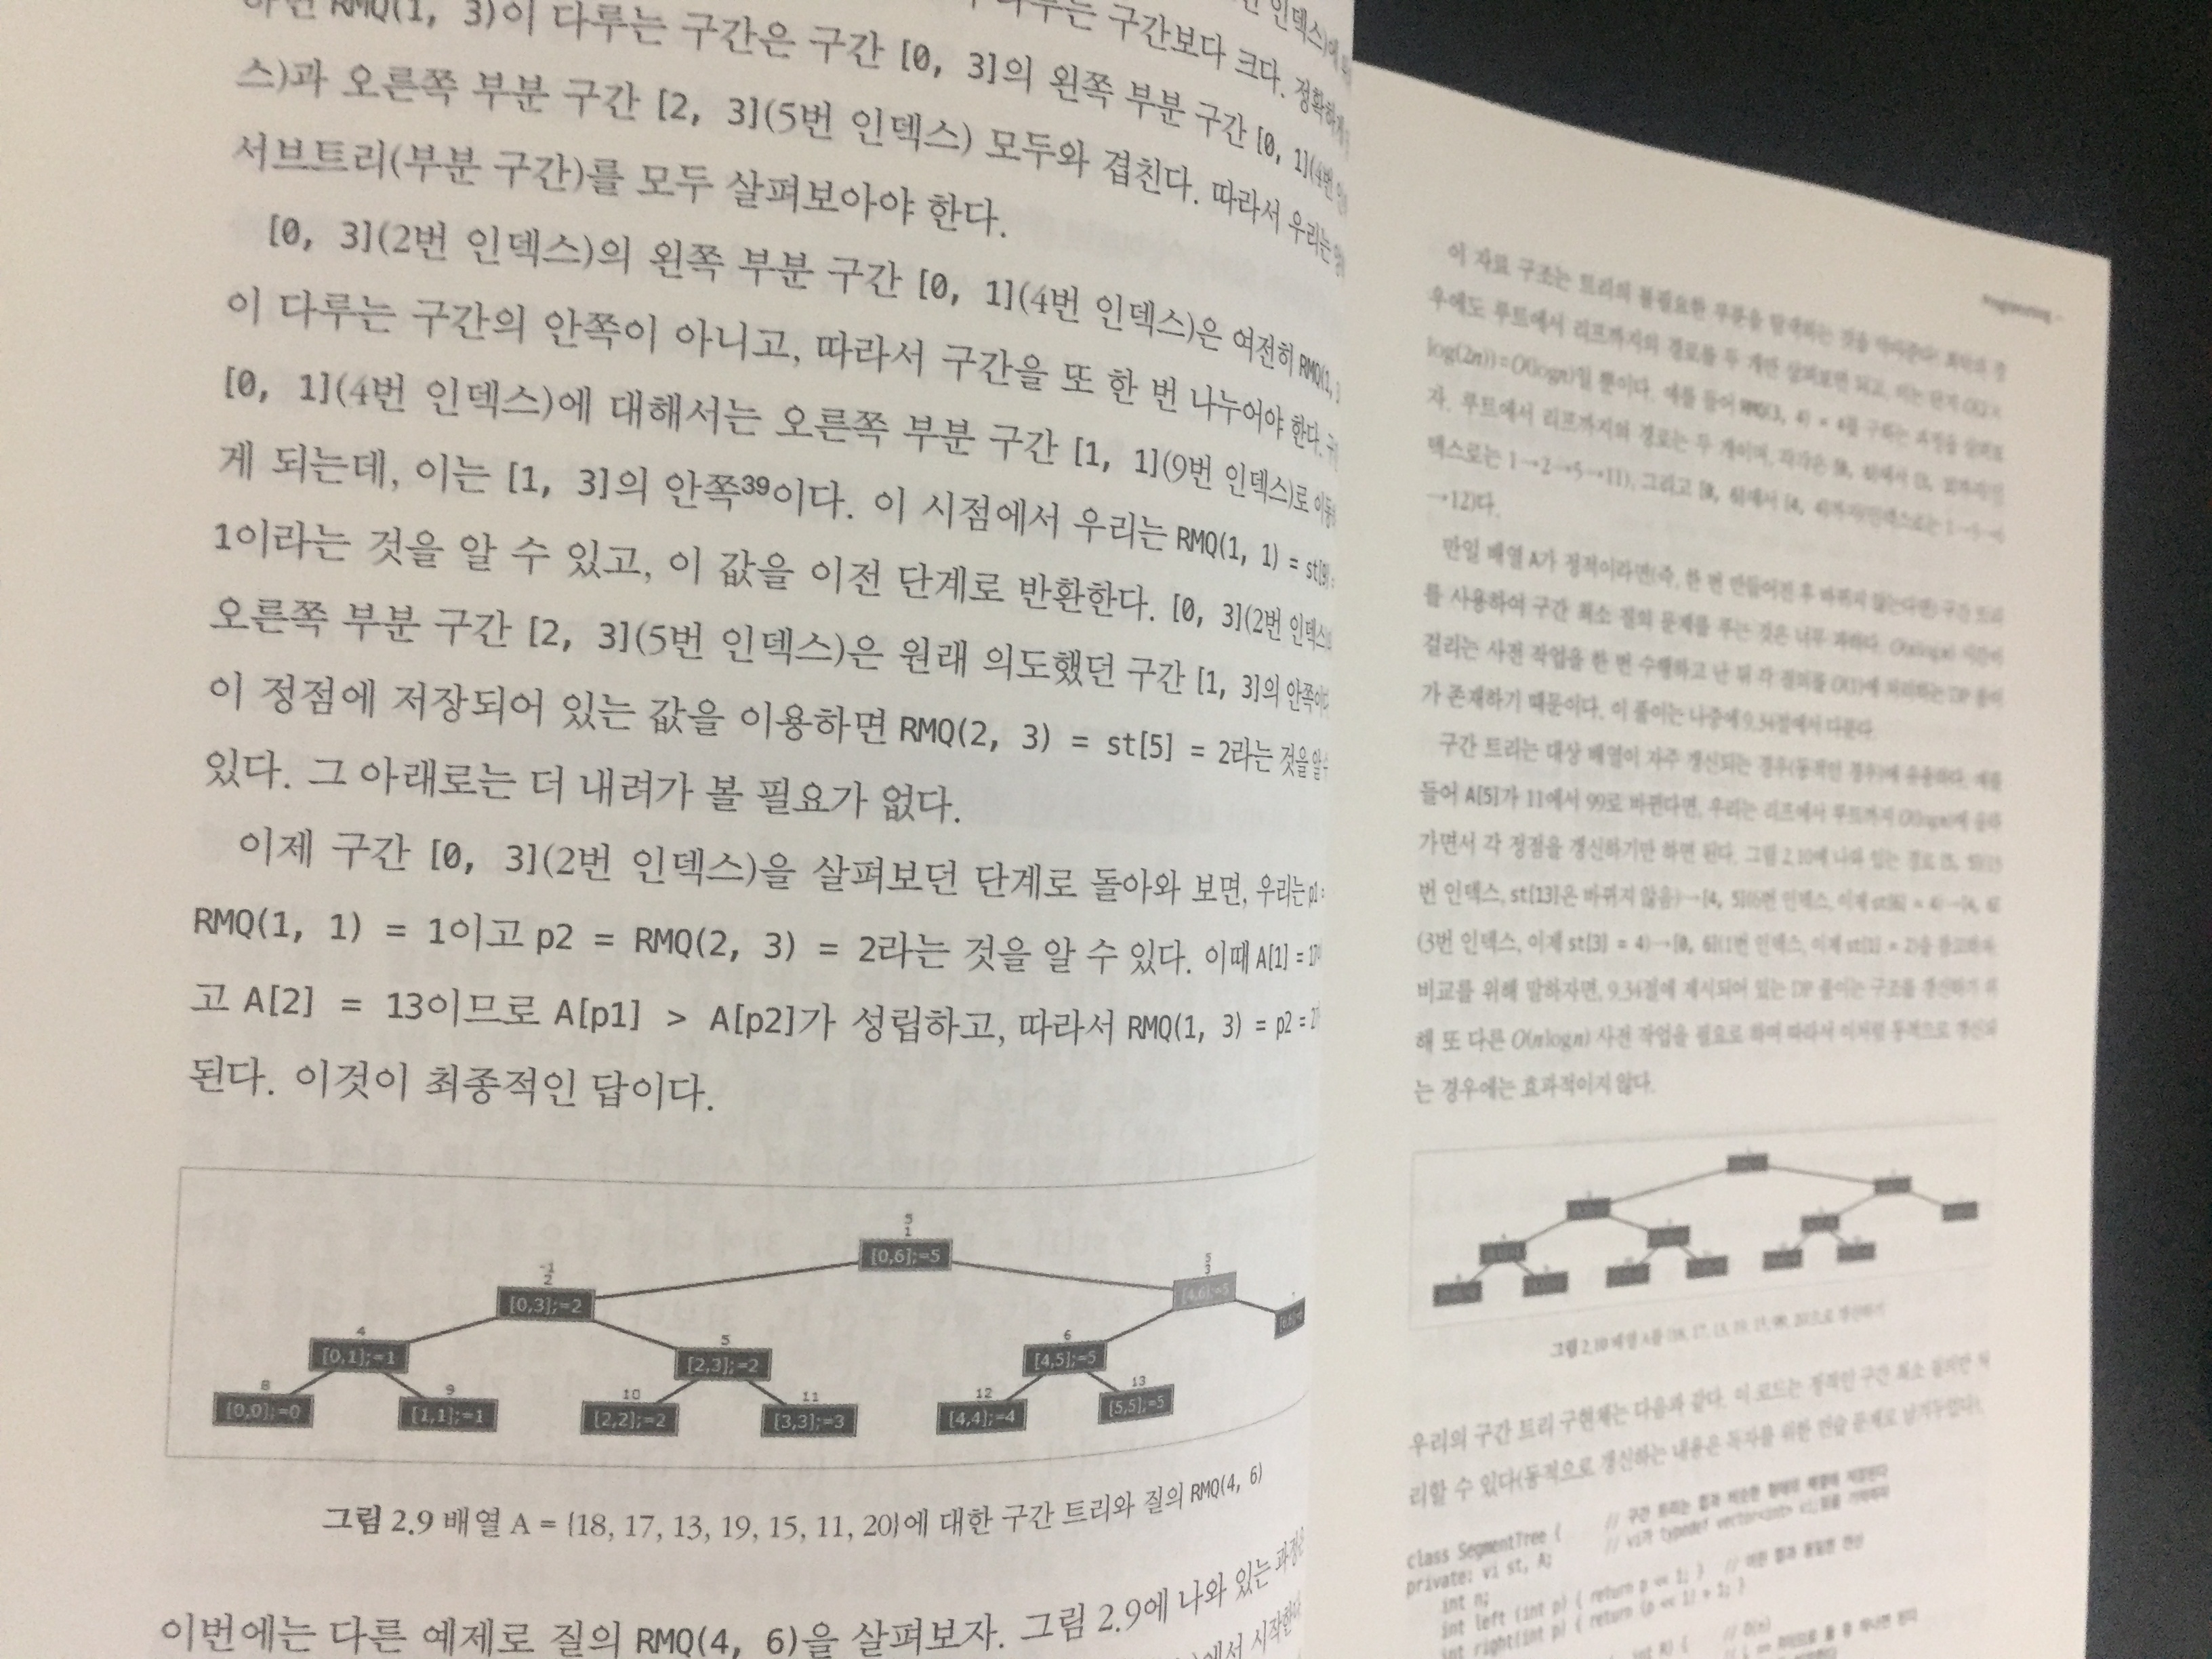 하면 RMQ(1, 3)이 다루는 구간은 구간 [0, 3]의 왼쪽 부분 구간 [0, 1](4번
다루는 구간보다 크다. 정확하게
스)과 오른쪽 부분 구간 [2, 3](5번 인덱스) 모두와 겹친다. 따라서 우리는
서브트리(부분 구간)를 모두 살펴보아야 한다.
[0, 3](2번 인덱스)의 왼쪽 부분 구간 [0, 1](4번 인덱스)은 여전히 RMQ(1,
이 다루는 구간의 안쪽이 아니고, 따라서 구간을 또 한 번 나누어야 한다.
[0, 1](4번 인덱스)에 대해서는 오른쪽 부분 구간 [1, 1](9번 인덱스)로
게 되는데, 이는 [1, 3]의 안쪽39이다. 이 시점에서 우리는 RMQ(1, 1) = st[9]
1이라는 것을 알 수 있고, 이 값을 이전 단계로 반환한다. [0, 3](2번 인덱스
오른쪽 부분 구간 [2, 3](5번 인덱스)은 원래 의도했던 구간 [1, 3]의 안쪽이
이 정점에 저장되어 있는 값을 이용하면 RMQ(2, 3) = st[5] = 2라는 것을 알
있다. 그 아래로는 더 내려가 볼 필요가 없다.
이제 구간 [0, 3](2번 인덱스)을 살펴보던 단계로 돌아와 보면, 우리는 p1 =
RMQ(1, 1) = 1이고 p2 = RMQ(2, 3) = 2라는 것을 알 수 있다. 이때 A[1] =
고 A[2] = 13이므로 A[p1] > A[p2]가 성립하고, 따라서 RMQ(1, 3) = p2 = 2
된다. 이것이 최종적인 답이다.
5
1
[0,6];=5
-1
2
[0,3];=2
5
3
[4,6];=5
4
[0,1];=1
5
[2,3];=2
6
[4,5];=5
8
[0,0];=0
9
[1,1];=1
10
[2,2];=2
11
[3,3];=3
12
[4,4];=4
13
[5,5];=5
그림 2.9 배열 A = {18, 17, 13, 19, 15, 11, 20}에 대한 구간 트리와 질의 RMQ(4, 6)
이번에는 다른 예제로 질의 RMQ(4, 6)을 살펴보자. 그림 2.9에 나와 있는 과정은
에서 시작한
이 자료 구조는 트리의 불필요한 부분을
우에도 루트에서 리프까지의 경로를 두 개만 살펴보면 되고, 이는
log(2n)) = O(logn)일 뿐이다. 예를 들어 RMQ(3, 4) = 4를 구하는 과정을 살펴보
자. 루트에서 리프까지의 경로는 두 개이며,
덱스로는 1→2→5→11), 그리고 [0, 6]에서 [4, 4]까지(인덱스로는 1→3→6
→12)다.
만일 배열 A가 정적이라면(즉, 한 번 만들어진 후 바뀌지 않는다면) 구간 트리
를 사용하여 구간 최소 질의 문제를 푸는 것은 너무 과하다.
걸리는 사전 작업을 한 번 수행하고 난 뒤 각 질의를 O(1)에 처리하는 DP 풀이
가 존재하기 때문이다. 이 풀이는 나중에 9.34절에서 다룬다.
구간 트리는 대상 배열이 자주 갱신되는 경우(동적인 경우)에 유용하다. 예를
들어 A[5]가 11에서 99로 바뀐다면, 우리는 리프에서 루트까지 O(logn)에 올라
가면서 각 정점을 갱신하기만 하면 된다. 그림 2.10에 나와 있는 경로 [5, 5](13
번 인덱스, st[13]은 바뀌지 않음)→[4, 5](6번 인덱스, 이제 st[6] = 4)→[4, 6]
(3번 인덱스, 이제 st[3] = 4)→[0, 6](1번 인덱스, 이제 st[1] = 2)을 참고하라.
비교를 위해 말하자면, 9.34절에 제시되어 있는 DP 풀이는 구조를 갱신하기 위
해 또 다른 O(nlogn) 사전 작업을 필요로 하며 따라서 이처럼 동적으로 갱신되
는 경우에는 효과적이지 않다.
그림 2.10 배열 A를 {18, 17, 13, 19, 15, 99, 20}으로 갱신하기
우리의 구간 트리 구현체는 다음과 같다. 이 코드는 정적인 구간 최소 질의만 처
리할 수 있다(동적으로 갱신하는 내용은 독자를 위한 연습 문제로 남겨두었다).
class SegmentTree { // 구간 트리는 힙과 비슷한 형태의 배열에 저장된다
private: vi st, A; // vi가 typedef vector<int> vi;임을 기억하라
int n;
int left (int p) { return p << 1; } // 이진 힙과 동일한 연산
int right(int p) { return (p << 1) + 1; }